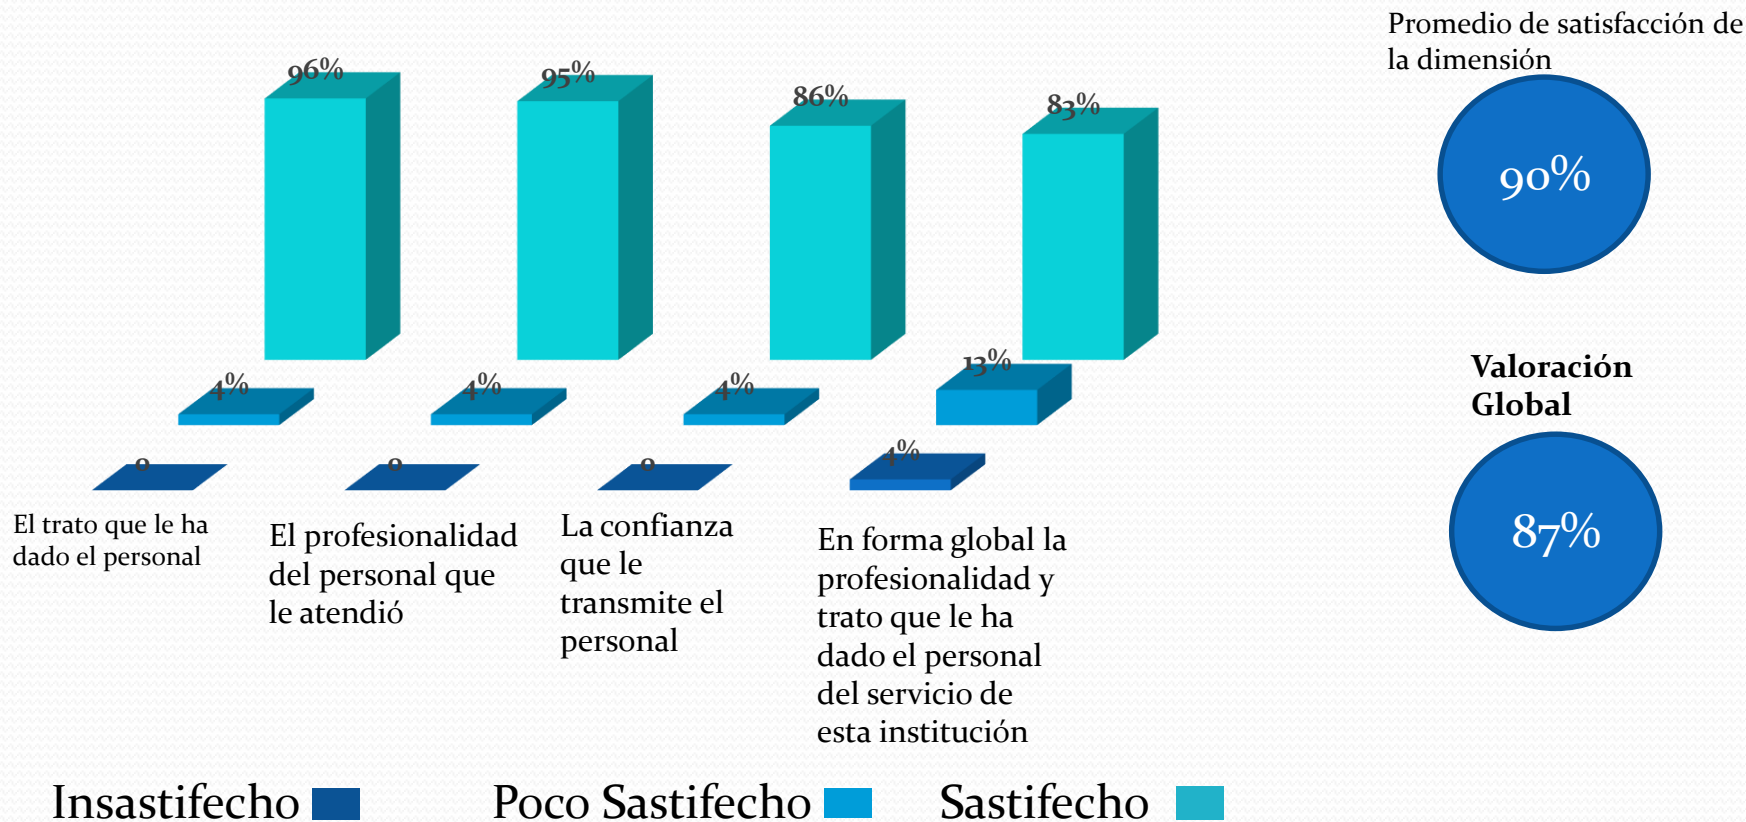 Promedio de satisfacción de
la dimensión
96%
95%
86%
83%
90%
4%
4%
4%
13%
0
0
0
4%
Valoración
Global
87%
El trato que le ha
dado el personal
El profesionalidad
del personal que
le atendió
La confianza
que le
transmite el
personal
En forma global la
profesionalidad y
trato que le ha
dado el personal
del servicio de
esta institución
Insastifecho
Poco Sastifecho
Sastifecho